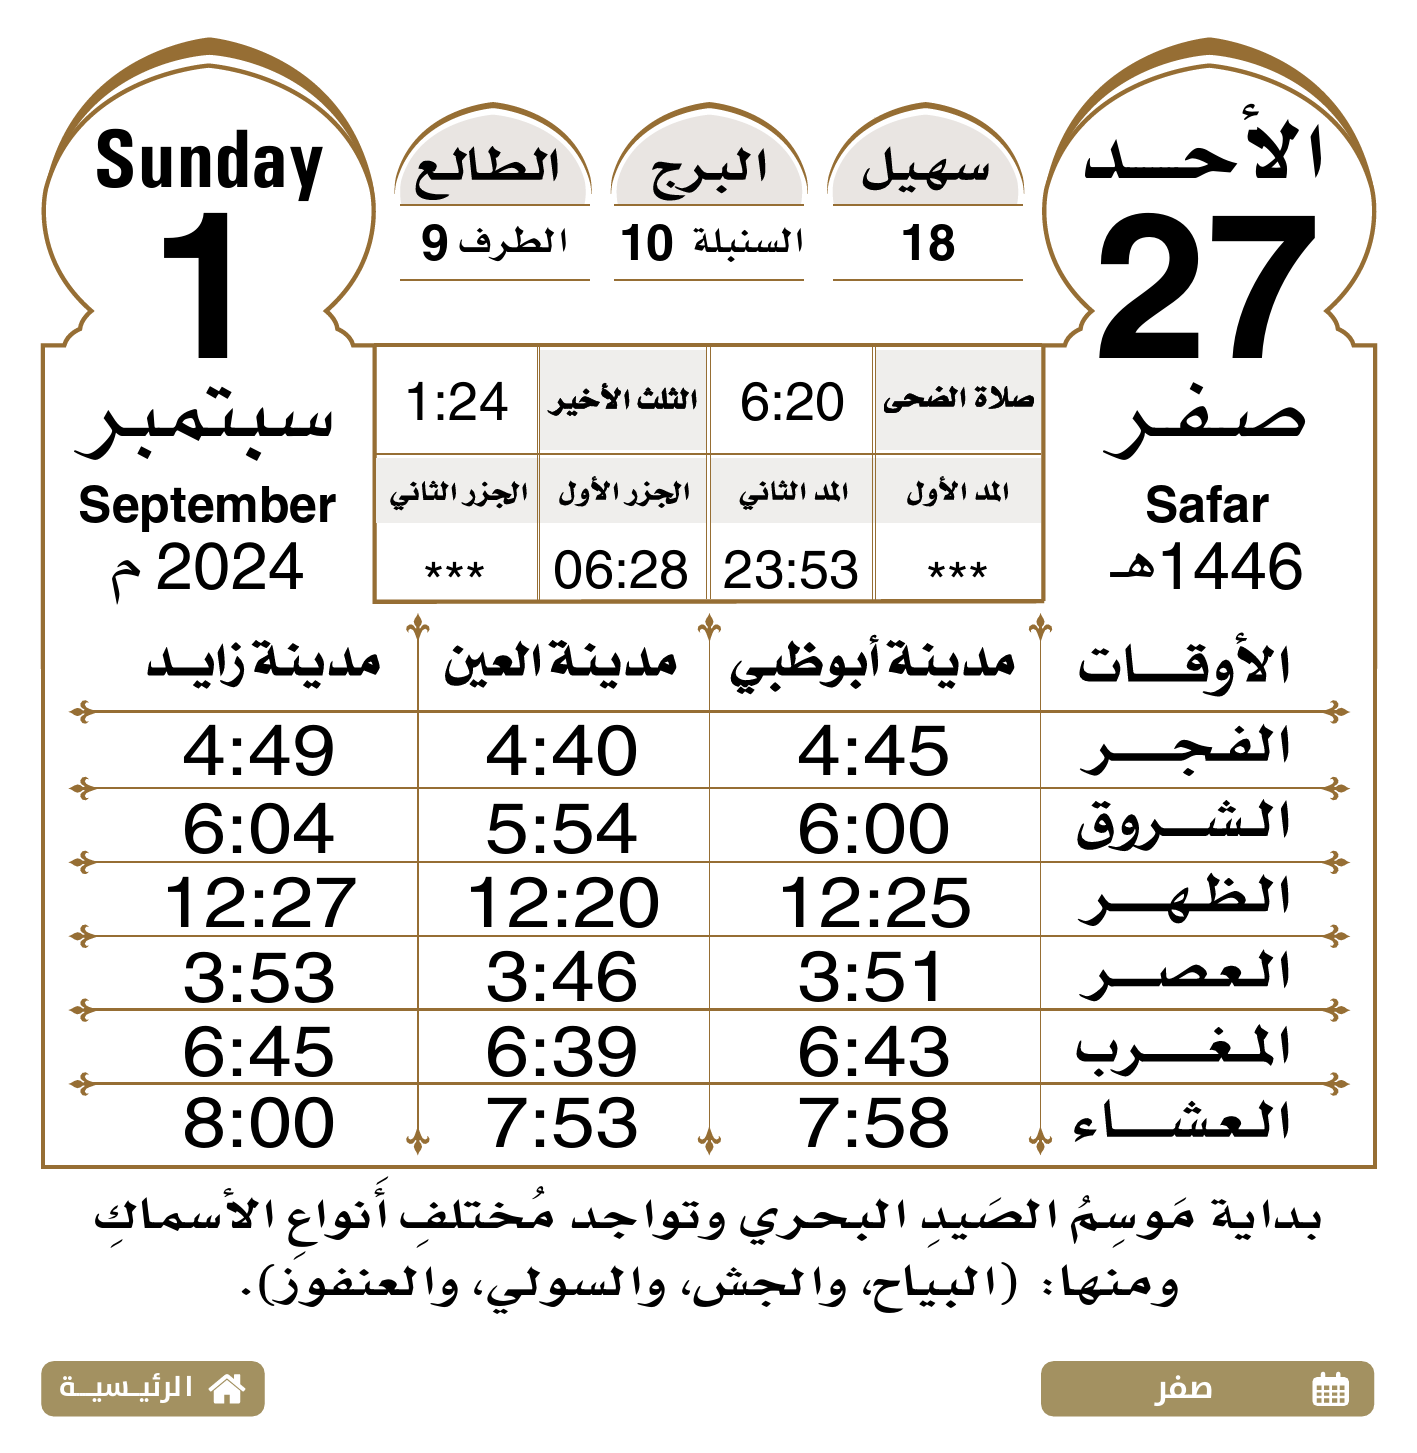 الأحد
27
صفر
Safar
1446هـ
سهيل
18
البرج
السنبلة 10
الطالع
الطرف 9
Sunday
1
سبتمبر
September
2024 م
صلاة الضحى 6:20 الثلث الأخير 1:24
المد الأول المد الثاني الجزر الأول الجزر الثاني
*** 23:53 06:28 ***
الأوقات مدينة أبوظبي مدينة العين مدينة زايد
الفجر 4:45 4:40 4:49
الشروق 6:00 5:54 6:04
الظهر 12:25 12:20 12:27
العصر 3:51 3:46 3:53
المغرب 6:43 6:39 6:45
العشاء 7:58 7:53 8:00
بداية مَوسِمُ الصَيدِ البحري وتواجد مُختلفِ أَنواعِ الأسماكِ
ومنها: (البياح، والجش، والسولي، والعنفوز).
صفر
الرئيسية